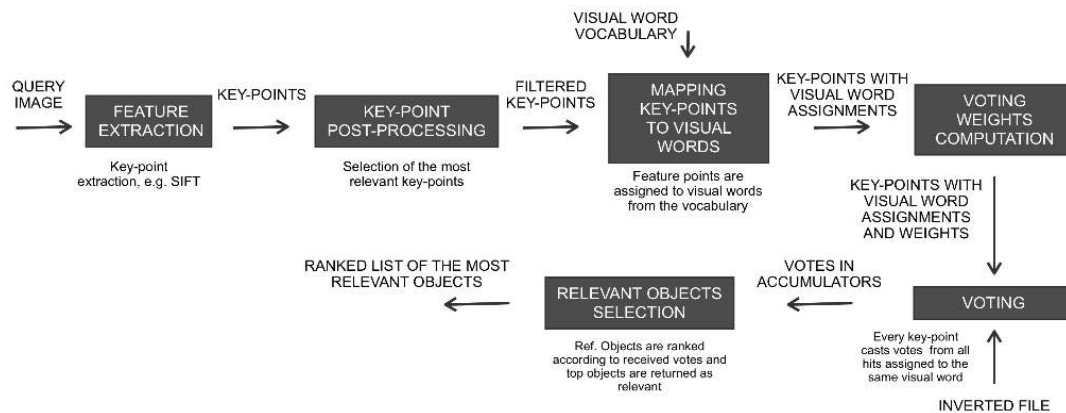 VISUAL WORD
VOCABULARY
QUERY
IMAGE
FEATURE
EXTRACTION
Key-point
extraction, e.g. SIFT
KEY-POINTS
KEY-POINT
POST-PROCESSING
Selection of the most
relevant key-points
FILTERED
KEY-POINTS
MAPPING
KEY-POINTS
TO VISUAL
WORDS
Feature points are
assigned to visual words
from the vocabulary
KEY-POINTS WITH
VISUAL WORD
ASSIGNMENTS
VOTING
WEIGHTS
COMPUTATION
KEY-POINTS WITH
VISUAL WORD
ASSIGNMENTS
AND WEIGHTS
VOTING
Every key-point
casts votes from all
hits assigned to the
same visual word
INVERTED FILE
VOTES IN
ACCUMULATORS
RELEVANT OBJECTS
SELECTION
Ref. Objects are ranked
according to received votes and
top objects are returned as
relevant
RANKED LIST OF THE MOST
RELEVANT OBJECTS